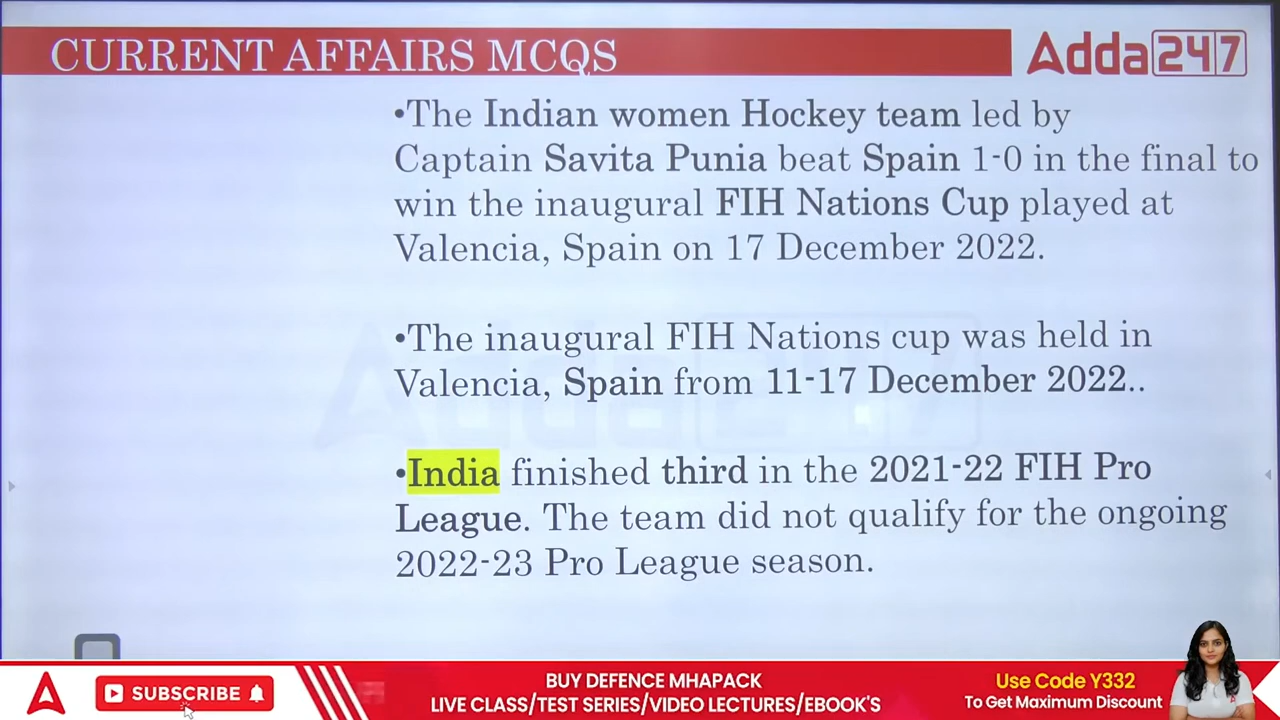 CURRENT AFFAIRS MCQS
Adda247
•The Indian women Hockey team led by
Captain Savita Punia beat Spain 1-0 in the final to
win the inaugural FIH Nations Cup played at
Valencia, Spain on 17 December 2022.
•The inaugural FIH Nations cup was held in
Valencia, Spain from 11-17 December 2022..
•India finished third in the 2021-22 FIH Pro
League. The team did not qualify for the ongoing
2022-23 Pro League season.
Adda247
SUBSCRIBE
BUY DEFENCE MHAPACK
LIVE CLASS/TEST SERIES/VIDEO LECTURES/EBOOK'S
Use Code Y332
To Get Maximum Discount